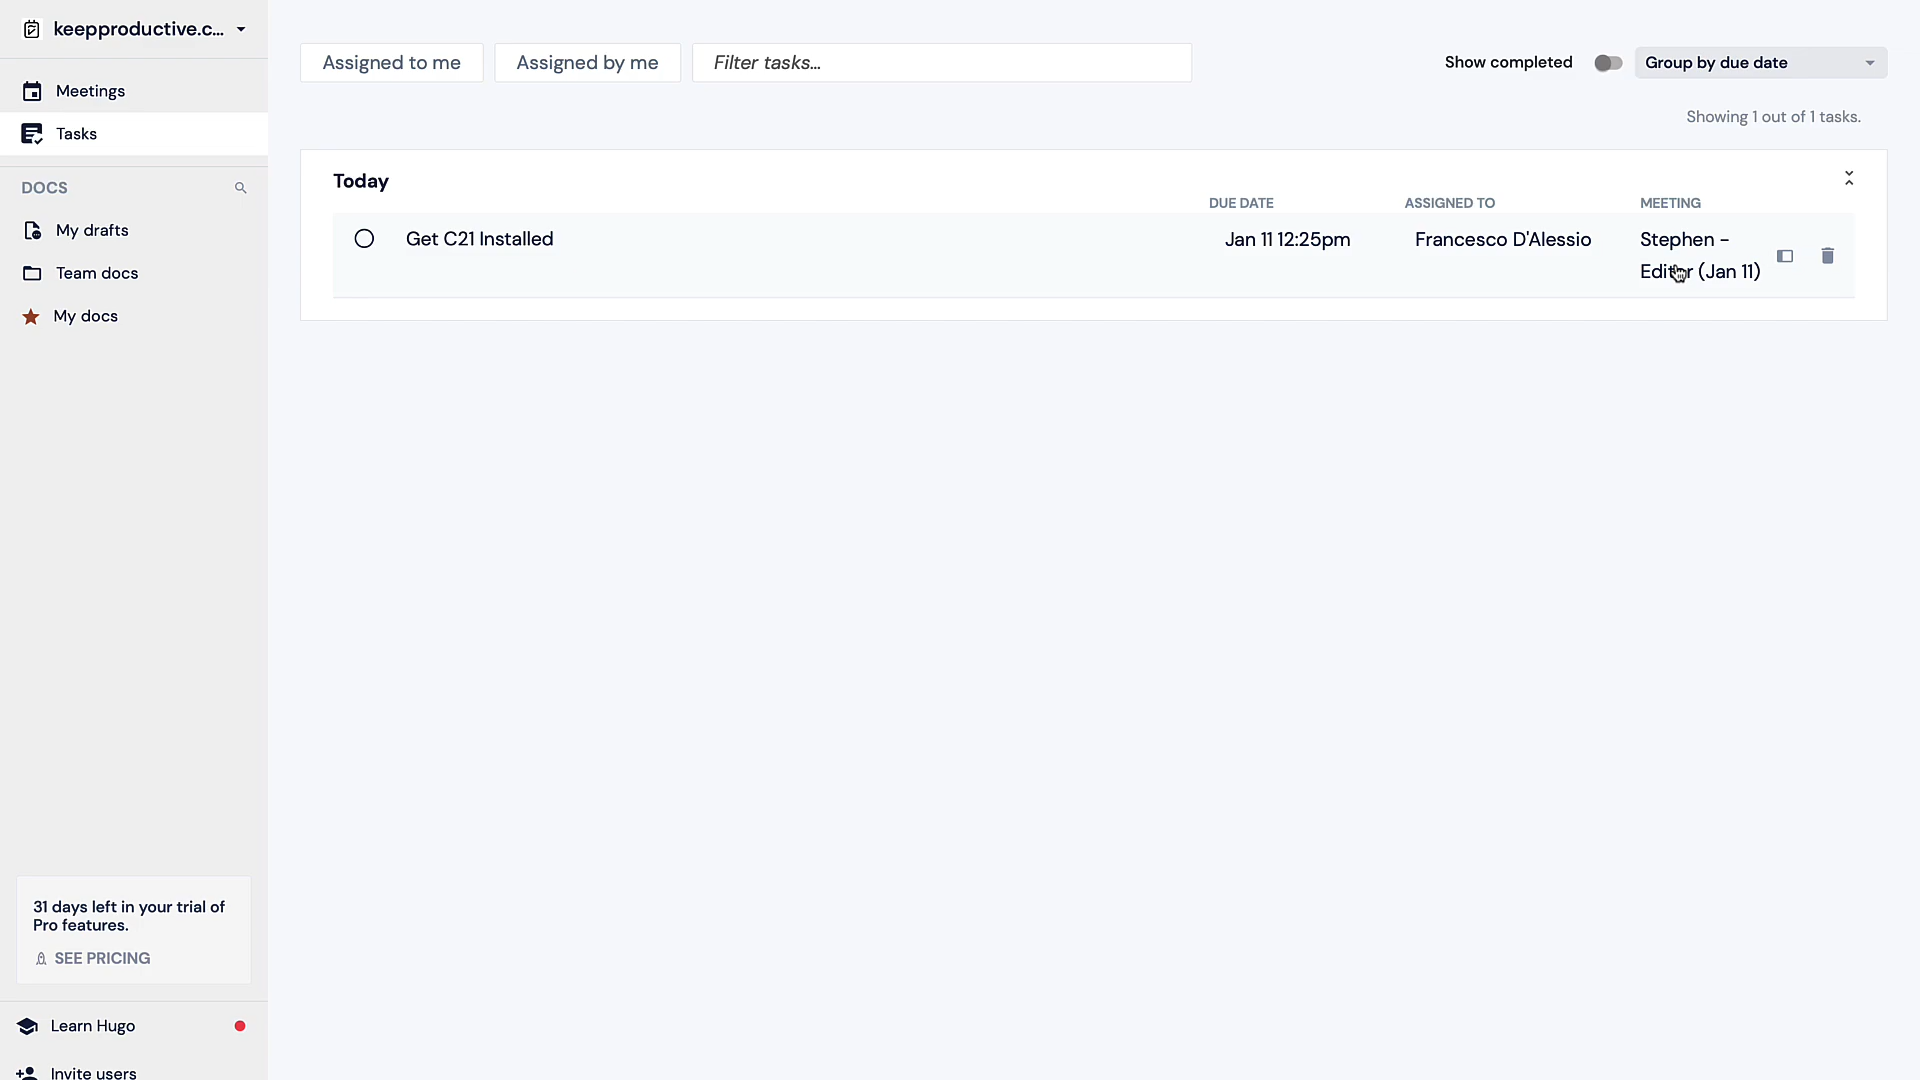 keepproductive.c...
Meetings
Tasks
DOCS
My drafts
Team docs
My docs
31 days left in your trial of
Pro features.
SEE PRICING
Learn Hugo
Invite users
Assigned to me
Assigned by me
Filter tasks...
Show completed
Group by due date
Showing 1 out of 1 tasks.
Today
DUE DATE
ASSIGNED TO
MEETING
Get C21 Installed
Jan 11 12:25pm
Francesco D'Alessio
Stephen -
Editor (Jan 11)